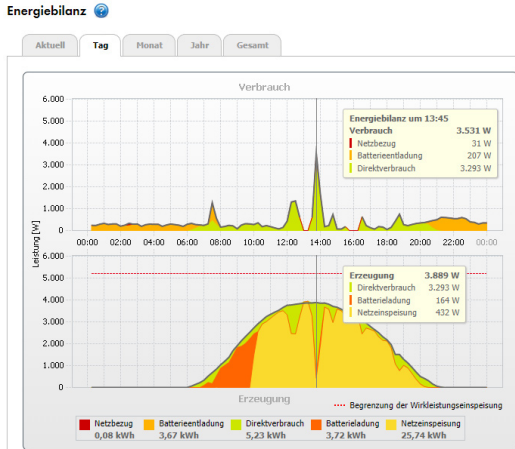 Energiebilanz ?
Aktuell Tag Monat Jahr Gesamt
Verbrauch
6.000
5.000
4.000
3.000
2.000
1.000
0
00:00 02:00 04:00 06:00 08:00 10:00 12:00 14:00 16:00 18:00 20:00 22:00 00:00
Energiebilanz um 13:45
Verbrauch 3.531 W
Netzbezug 31 W
Batterieentladung 207 W
Direktverbrauch 3.293 W
Leistung [W]
6.000
5.000
4.000
3.000
2.000
1.000
0
Erzeugung 3.889 W
Direktverbrauch 3.293 W
Batterieladung 164 W
Netzeinspeisung 432 W
Erzeugung
Begrenzung der Wirkleistungseinspeisung
Netzbezug Batterieentladung Direktverbrauch Batterieladung Netzeinspeisung
0,08 kWh 3,67 kWh 5,23 kWh 3,72 kWh 25,74 kWh